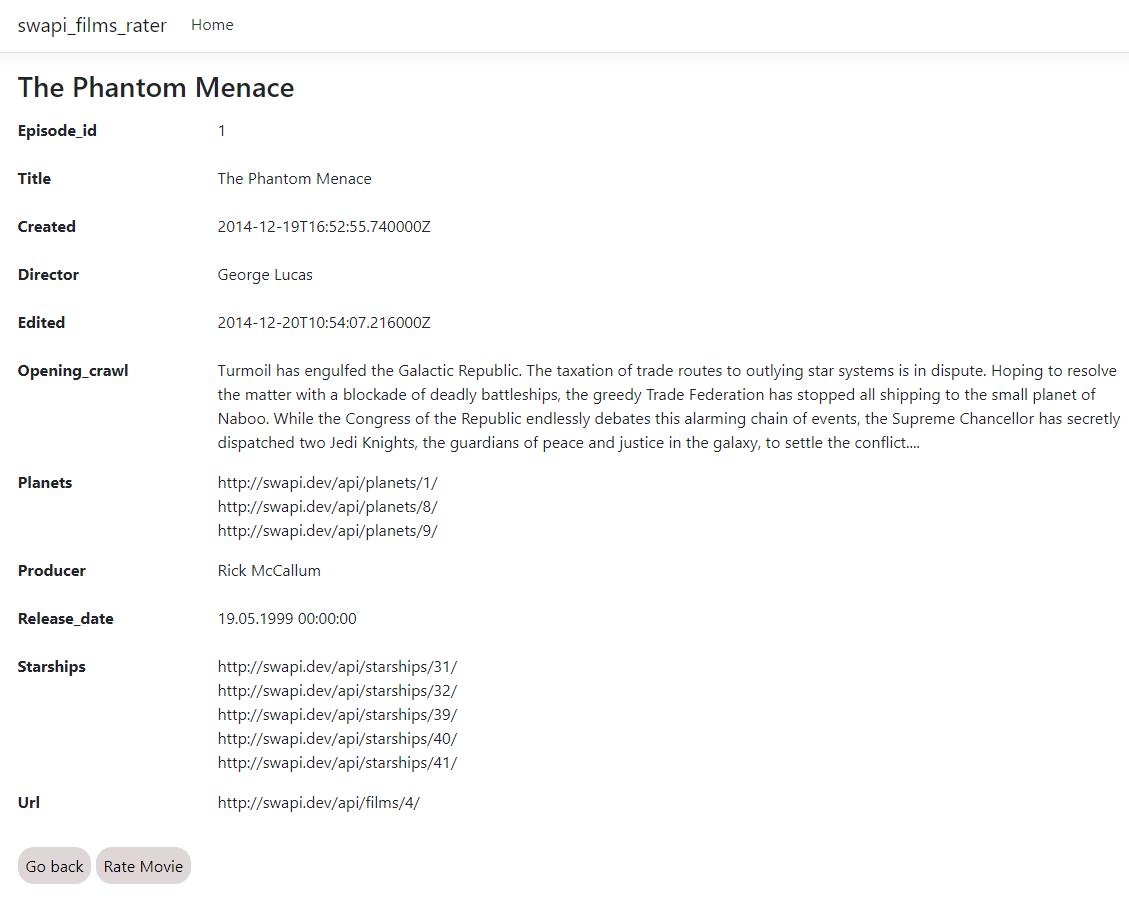 swapi_films_rater Home
The Phantom Menace
Episode_id 1
Title The Phantom Menace
Created 2014-12-19T16:52:55.740000Z
Director George Lucas
Edited 2014-12-20T10:54:07.216000Z
Opening_crawl Turmoil has engulfed the Galactic Republic. The taxation of trade routes to outlying star systems is in dispute. Hoping to resolve
the matter with a blockade of deadly battleships, the greedy Trade Federation has stopped all shipping to the small planet of
Naboo. While the Congress of the Republic endlessly debates this alarming chain of events, the Supreme Chancellor has secretly
dispatched two Jedi Knights, the guardians of peace and justice in the galaxy, to settle the conflict....
Planets http://swapi.dev/api/planets/1/
http://swapi.dev/api/planets/8/
http://swapi.dev/api/planets/9/
Producer Rick McCallum
Release_date 19.05.1999 00:00:00
Starships http://swapi.dev/api/starships/31/
http://swapi.dev/api/starships/32/
http://swapi.dev/api/starships/39/
http://swapi.dev/api/starships/40/
http://swapi.dev/api/starships/41/
Url http://swapi.dev/api/films/4/
Go back Rate Movie